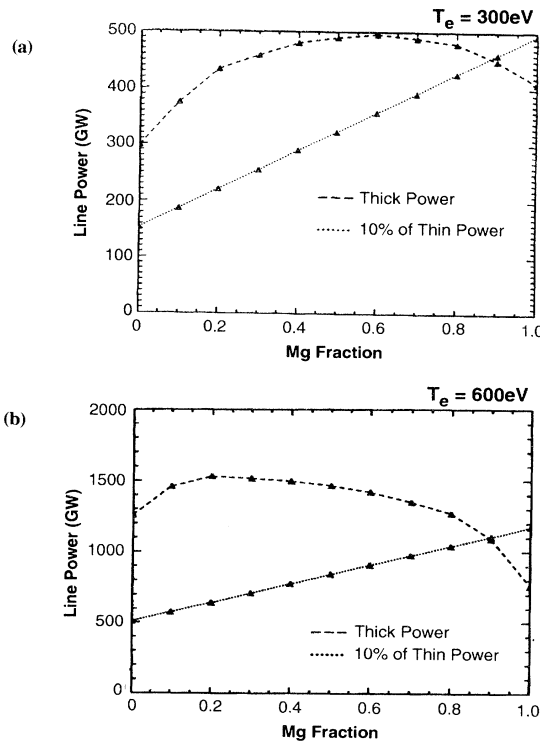 T_e = 300eV
(a)
500
400
300
200
100
0
Line Power (GW)
Thick Power
10% of Thin Power
0 0.2 0.4 0.6 0.8 1.0
Mg Fraction
T_e = 600eV
(b)
2000
1500
1000
500
0
Line Power (GW)
Thick Power
10% of Thin Power
0 0.2 0.4 0.6 0.8 1.0
Mg Fraction